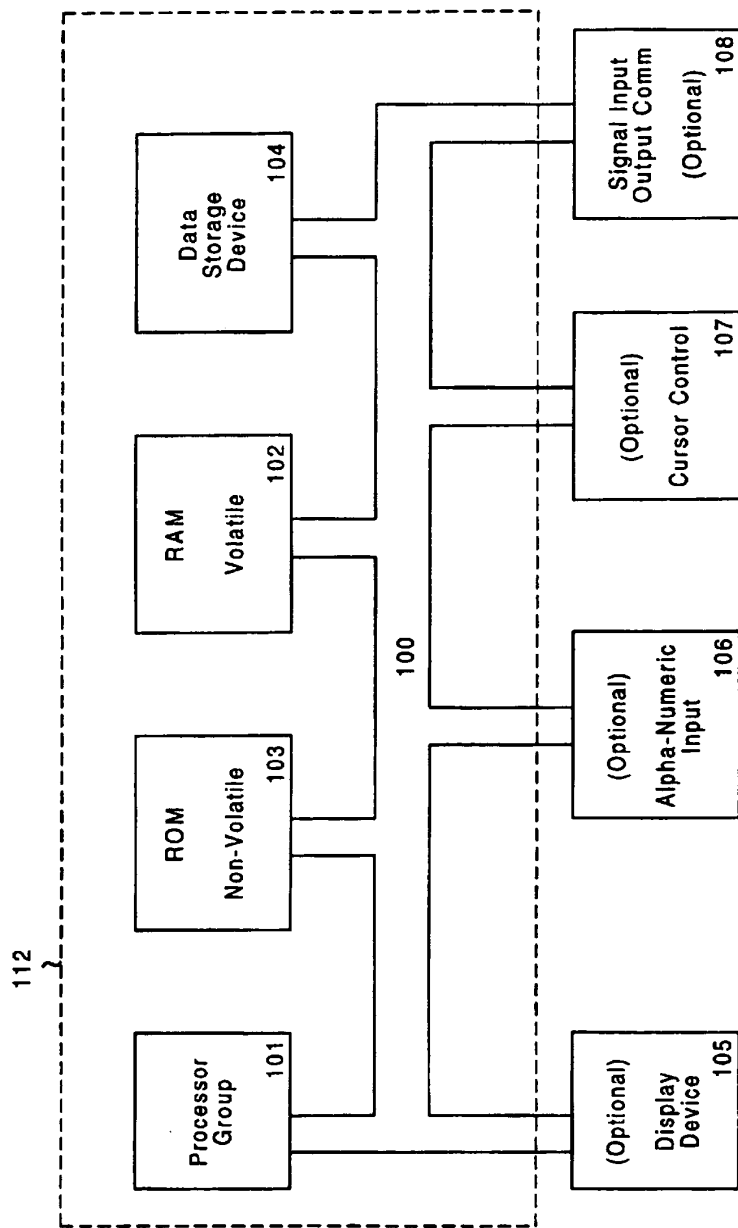 112
Processor
Group
101
ROM
Non-Volatile
103
RAM
Volatile
102
Data
Storage
Device
104
100
(Optional)
Display
Device
105
(Optional)
Alpha-Numeric
Input
106
(Optional)
Cursor Control
107
Signal Input
Output Comm
(Optional)
108